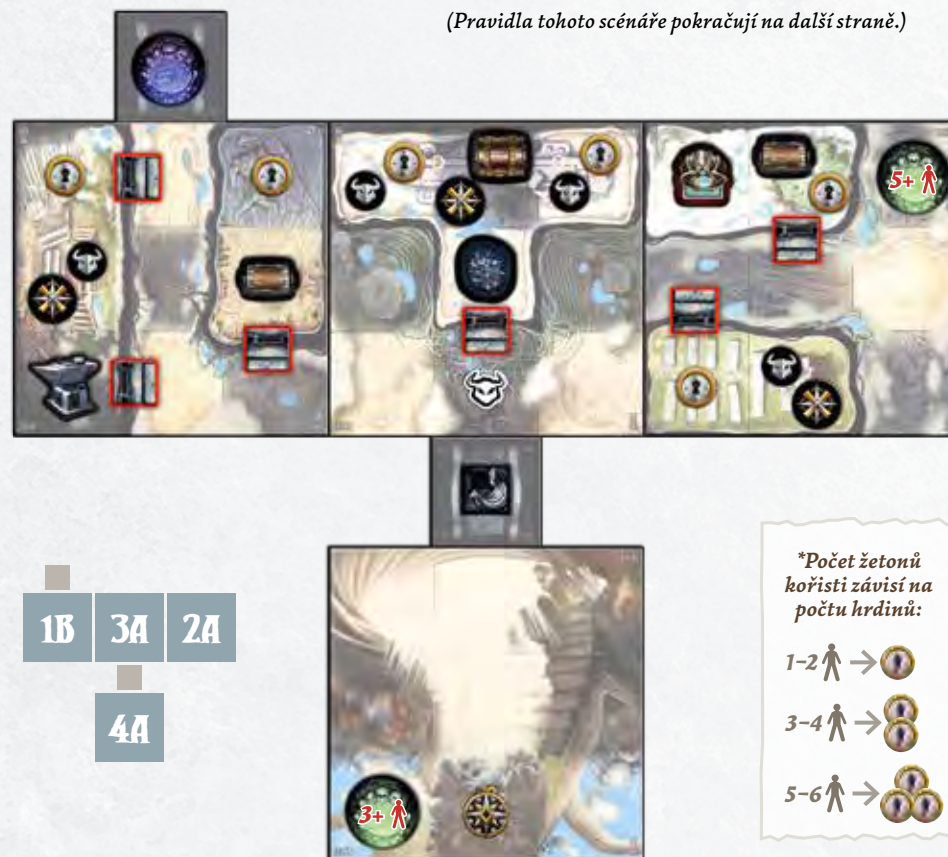 (Pravidla tohoto scénáře pokračují na další straně.)
5+
1B 3A 2A
4A
3+
*Počet žetonů
kořisti závisí na
počtu hrdinů:
1–2
3–4
5–6